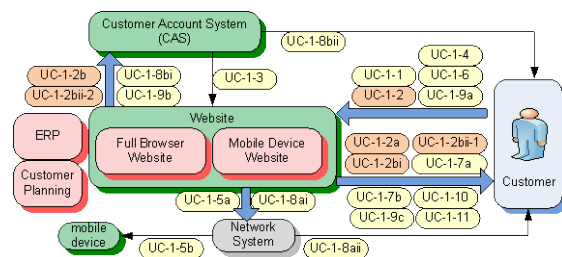 Customer Account System
(CAS)
UC-1-8bii
UC-1-2b
UC-1-8bi
UC-1-2bii-2
UC-1-9b
UC-1-3
UC-1-4
UC-1-1
UC-1-6
UC-1-2
UC-1-9a
Website
ERP
Full Browser
Website
Mobile Device
Website
Customer
Planning
UC-1-2a
UC-1-2bii-1
UC-1-2bi
UC-1-7a
Customer
UC-1-5a
UC-1-8ai
UC-1-7b
UC-1-10
UC-1-9c
UC-1-11
mobile
device
Network
System
UC-1-5b
UC-1-8aii